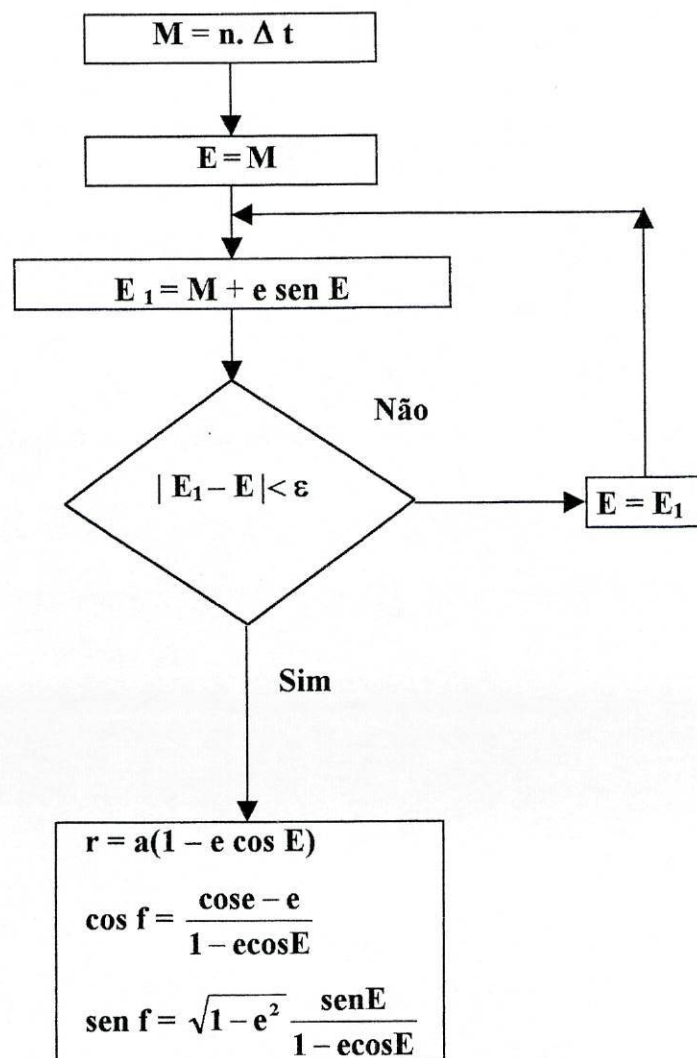 M = n. Δ t
E = M
E 1 = M + e sen E
Não
| E1 – E |< ε
E = E1
Sim
r = a(1 – e cos E)
cos f = cose – e / 1 – ecosE
sen f = √1 – e² senE / 1 – ecosE